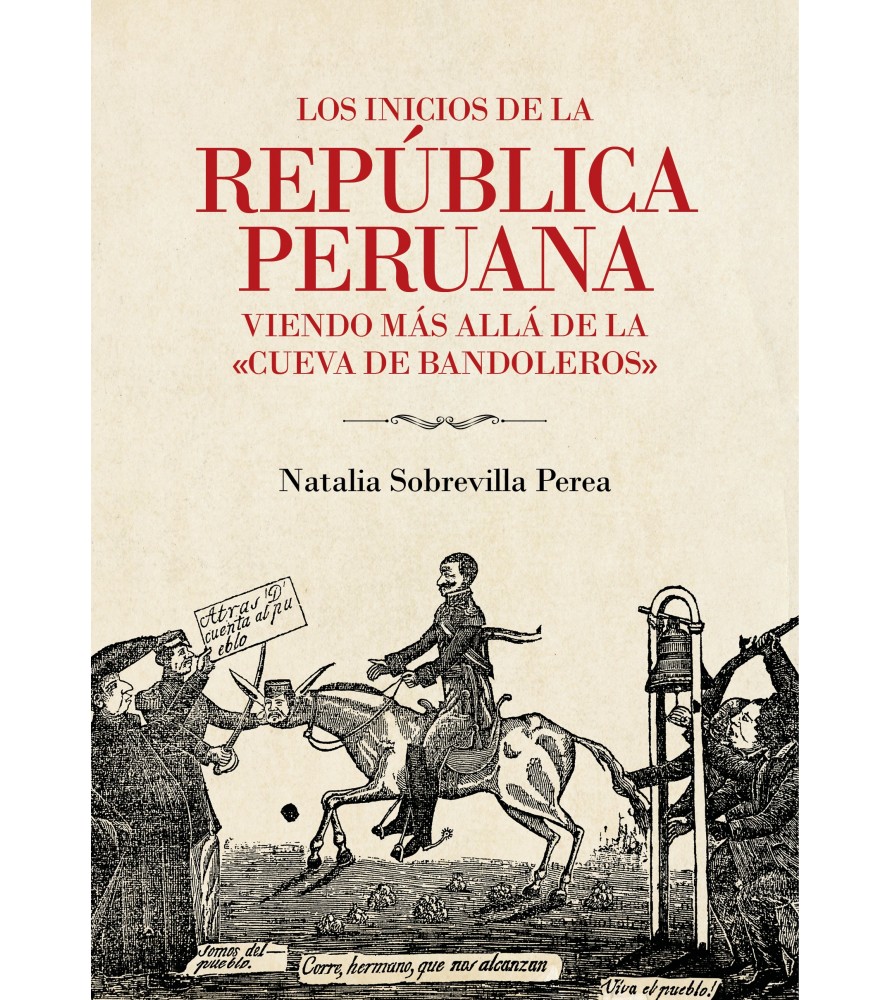 LOS INICIOS DE LA
REPÚBLICA
PERUANA
VIENDO MÁS ALLÁ DE LA
«CUEVA DE BANDOLEROS»
Natalia Sobrevilla Perea
Atras 'D'
cuenta al pu
eblo
somos del—
pueblo.
Corro, hermano, que nos alcanzan
Viva el pueblo!